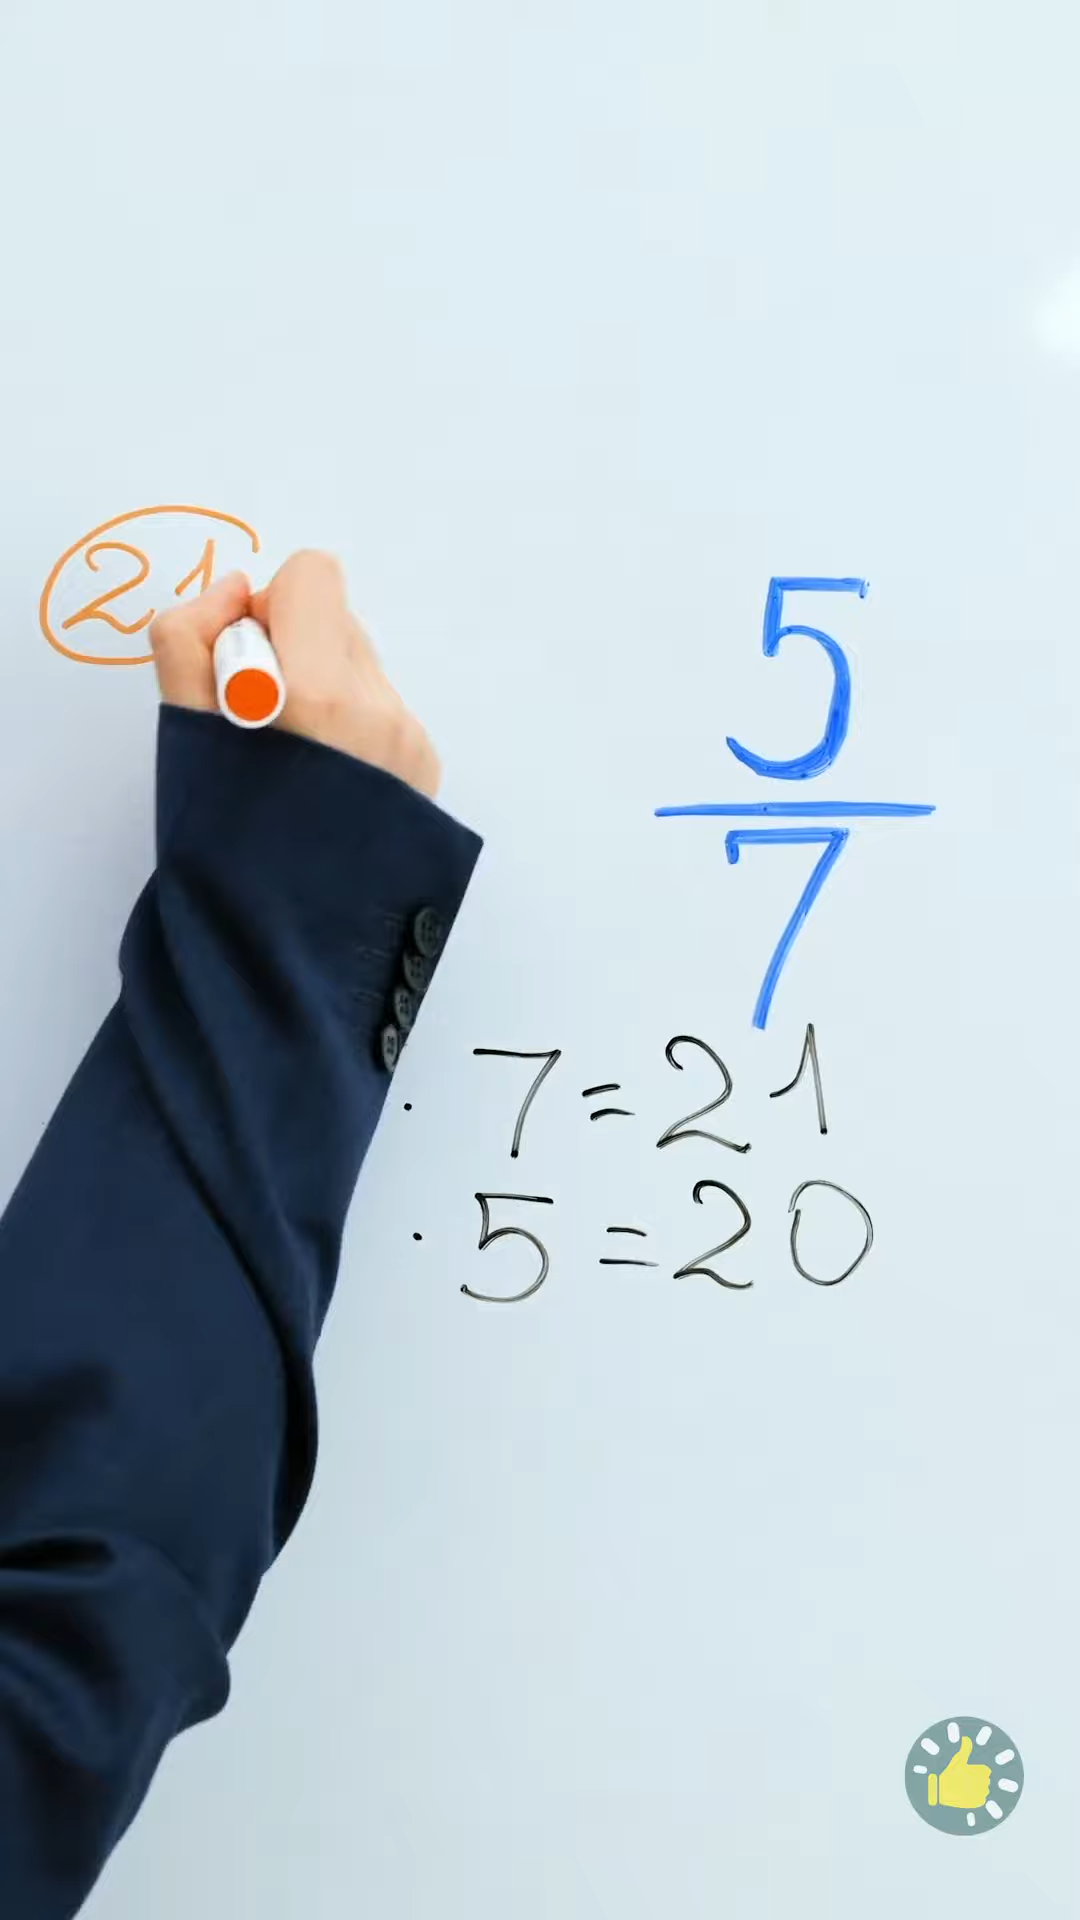 21
5
7
· 7 = 21
· 5 = 20